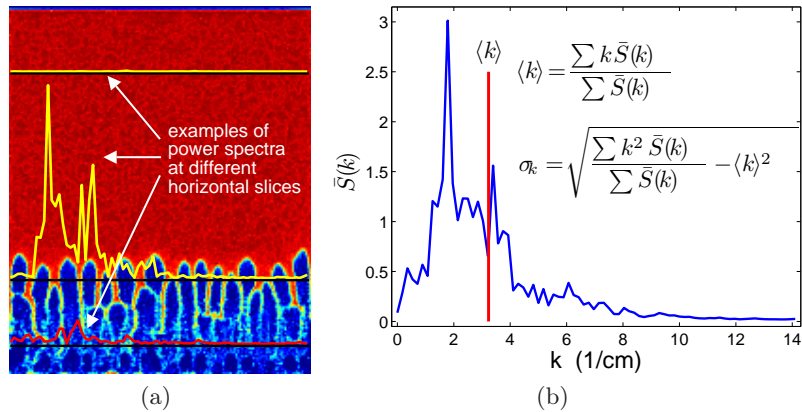 examples of
power spectra
at different
horizontal slices
(a)
S̄(k)
3
2.5
2
1.5
1
0.5
0
⟨k⟩
⟨k⟩ = ∑ k S̄(k) / ∑ S̄(k)
σₖ = √(∑ k² S̄(k) / ∑ S̄(k) − ⟨k⟩²)
0 2 4 6 8 10 12 14
k (1/cm)
(b)